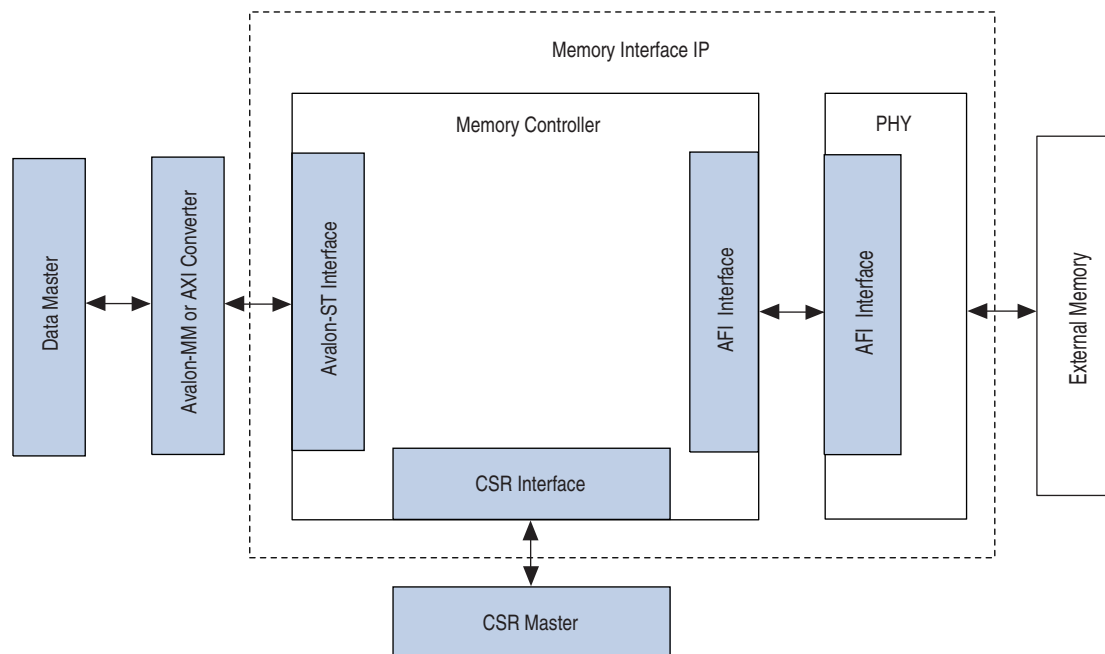 Memory Interface IP
Memory Controller
PHY
Data Master
Avalon-MM or AXI Converter
Avalon-ST Interface
AFI Interface
AFI Interface
External Memory
CSR Interface
CSR Master